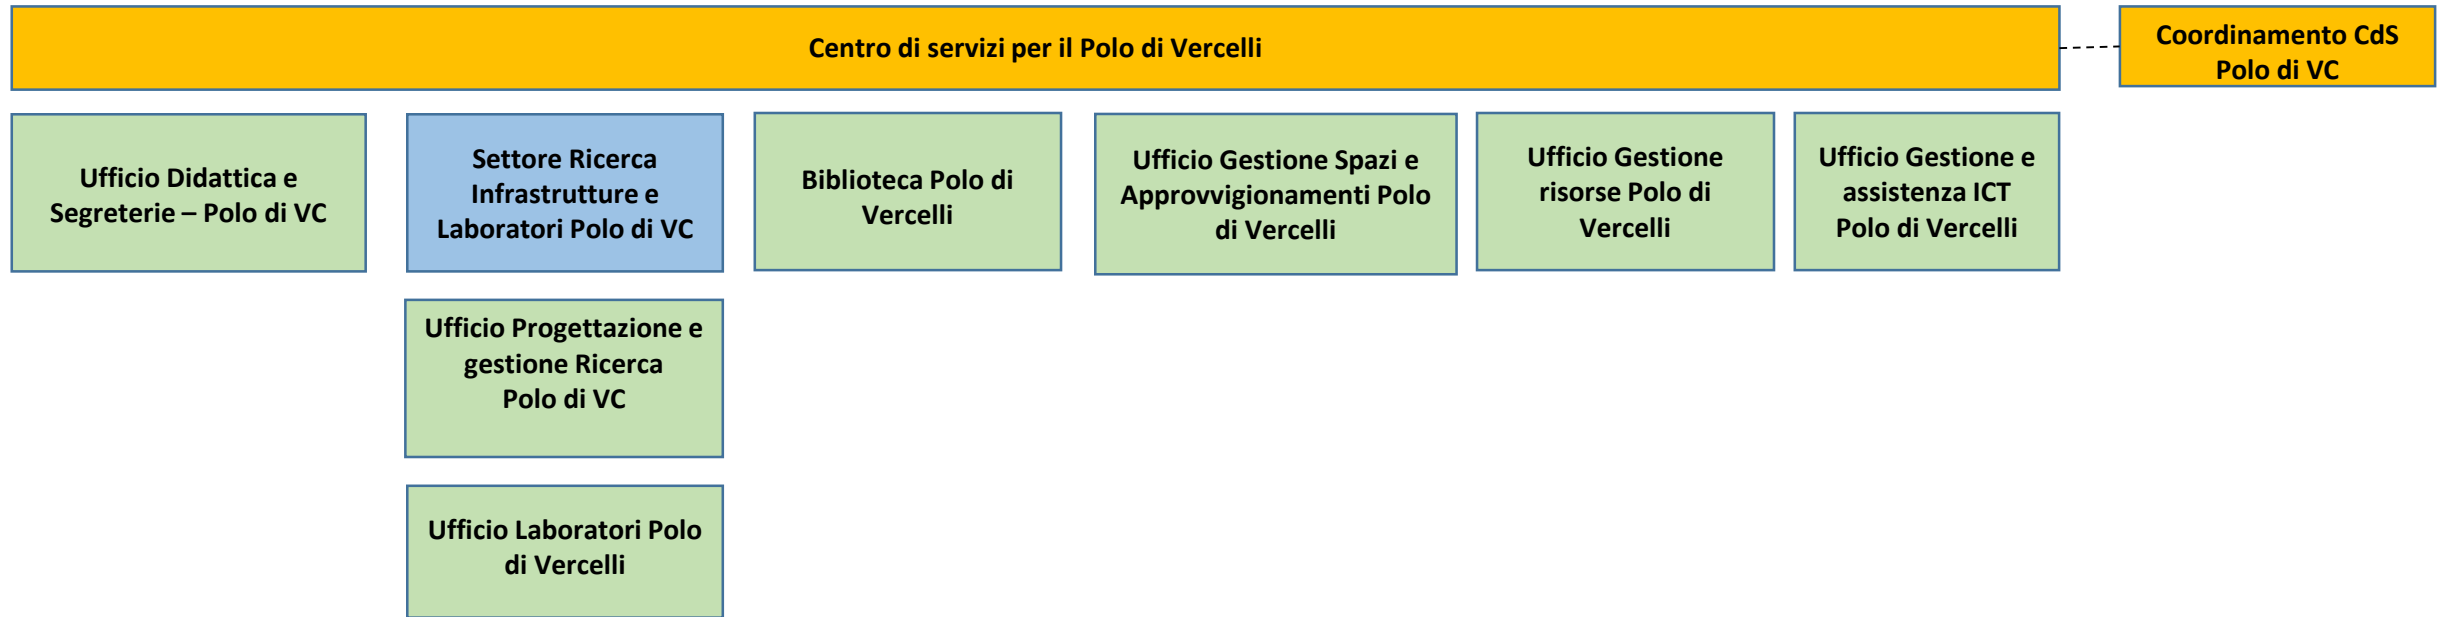 Centro di servizi per il Polo di Vercelli
Coordinamento CdS
Polo di VC
Ufficio Didattica e
Segreterie – Polo di VC
Settore Ricerca
Infrastrutture e
Laboratori Polo di VC
Biblioteca Polo di
Vercelli
Ufficio Gestione Spazi e
Approvvigionamenti Polo
di Vercelli
Ufficio Gestione
risorse Polo di
Vercelli
Ufficio Gestione e
assistenza ICT
Polo di Vercelli
Ufficio Progettazione e
gestione Ricerca
Polo di VC
Ufficio Laboratori Polo
di Vercelli